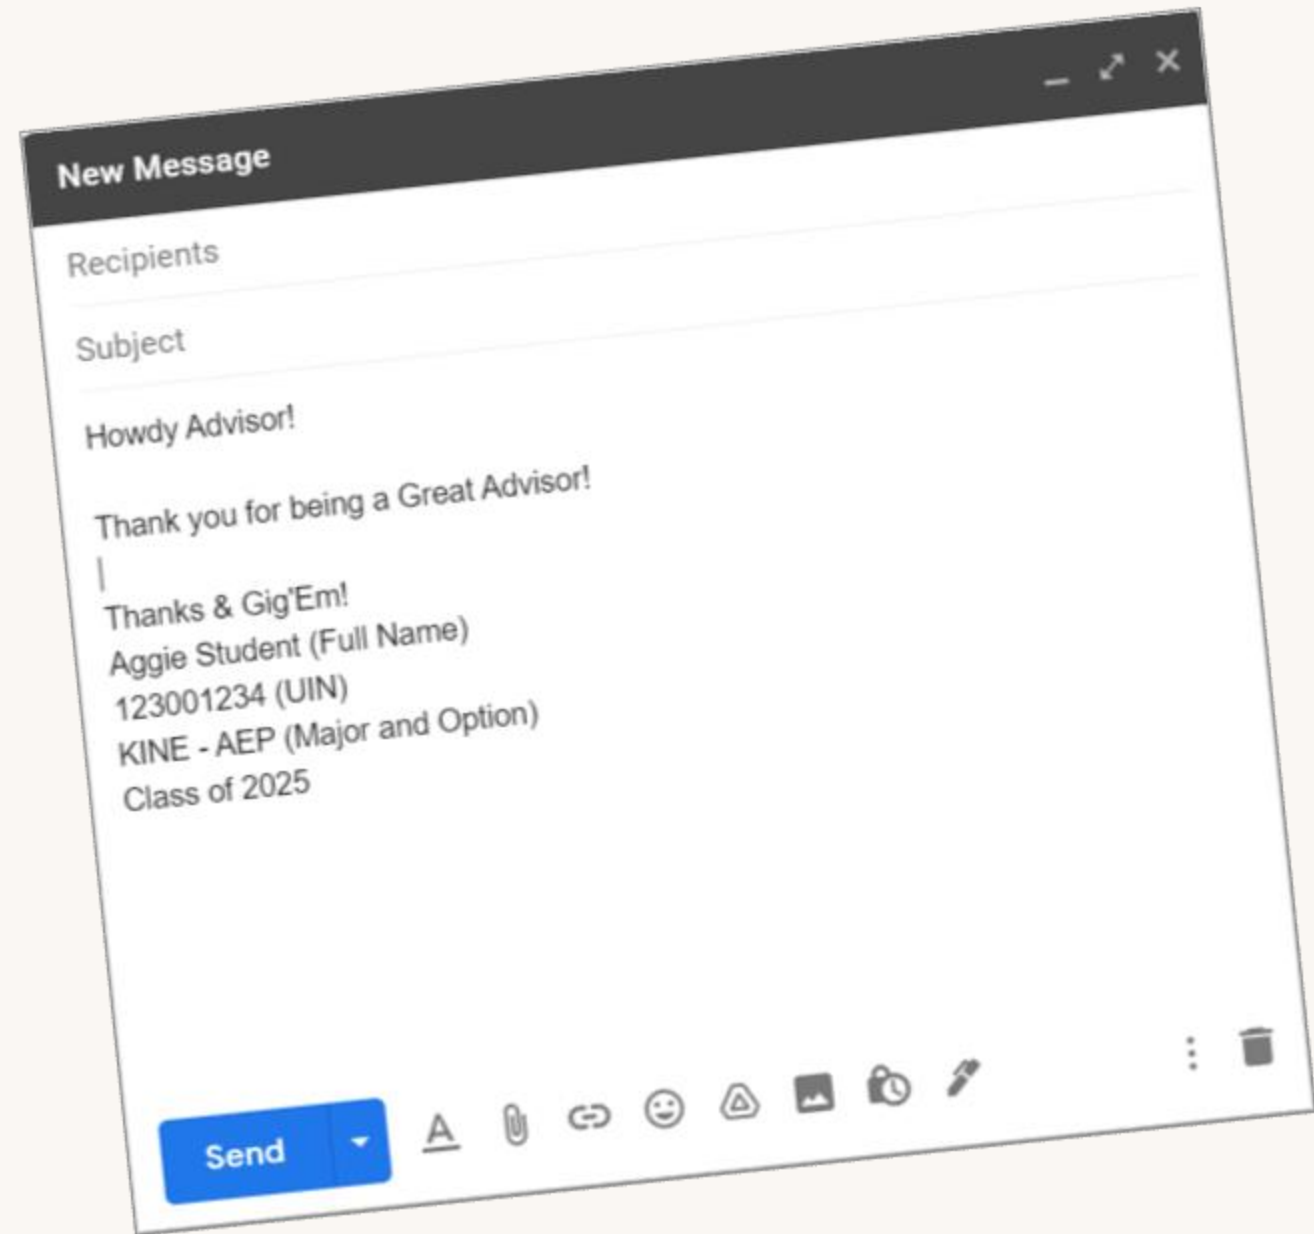 New Message
Recipients
Subject
Howdy Advisor!
Thank you for being a Great Advisor!
Thanks & Gig'Em!
Aggie Student (Full Name)
123001234 (UIN)
KINE - AEP (Major and Option)
Class of 2025
Send